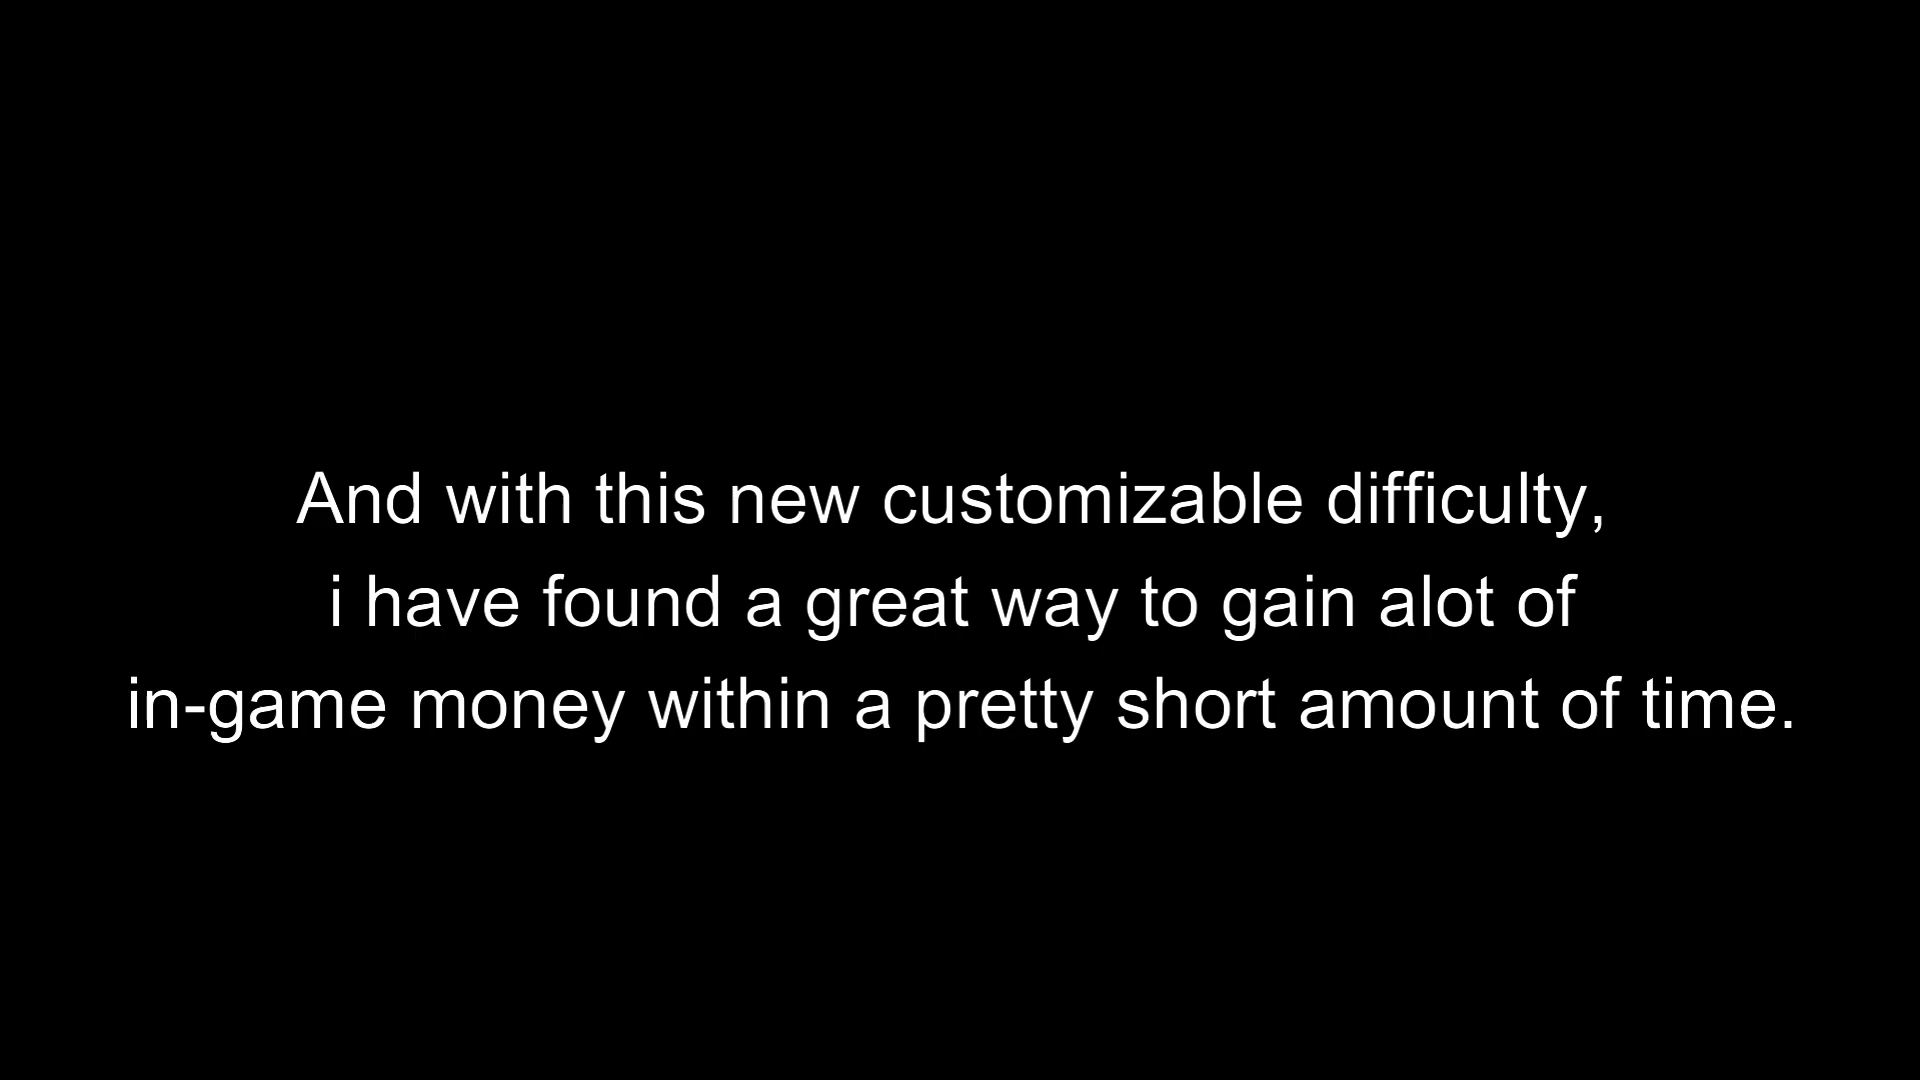 And with this new customizable difficulty,
i have found a great way to gain alot of
in-game money within a pretty short amount of time.